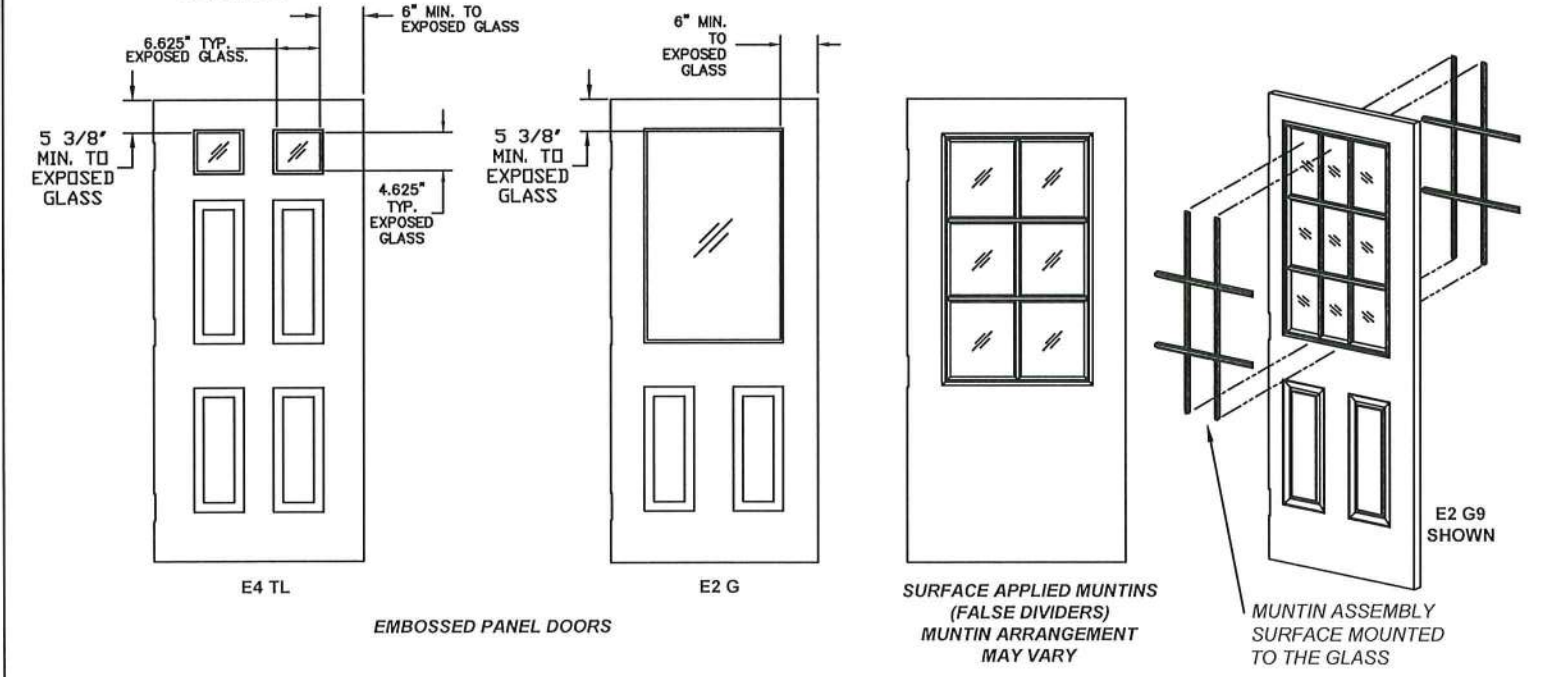 6" MIN. TO
EXPOSED GLASS
6.625" TYP.
EXPOSED GLASS.
5 3/8"
MIN. TO
EXPOSED
GLASS
4.625"
TYP.
EXPOSED
GLASS
E4 TL
6" MIN.
TO
EXPOSED
GLASS
5 3/8"
MIN. TO
EXPOSED
GLASS
E2 G
EMBOSSED PANEL DOORS
SURFACE APPLIED MUNTINS
(FALSE DIVIDERS)
MUNTIN ARRANGEMENT
MAY VARY
E2 G9
SHOWN
MUNTIN ASSEMBLY
SURFACE MOUNTED
TO THE GLASS